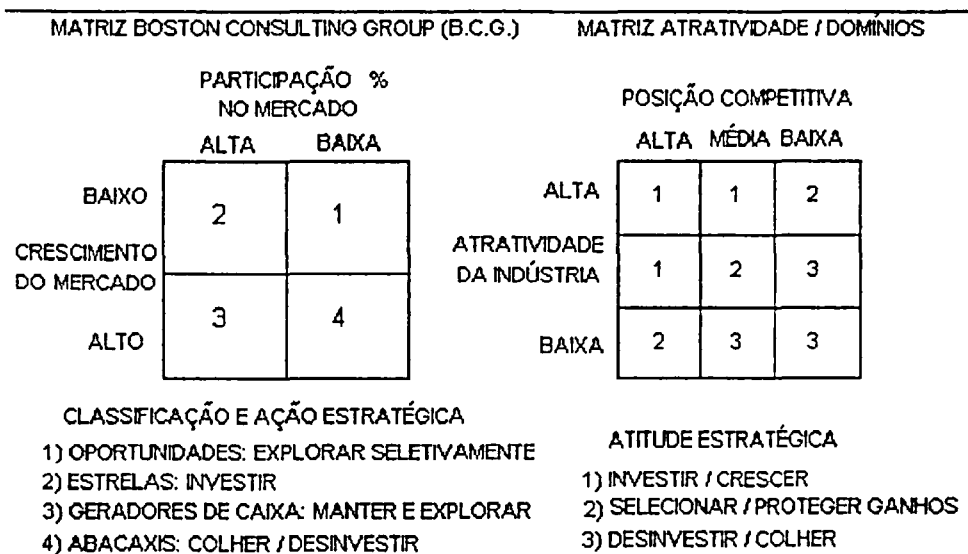 MATRIZ BOSTON CONSULTING GROUP (B.C.G.)
PARTICIPAÇÃO %
NO MERCADO
ALTA BAIXA
BAIXO
2 1
CRESCIMENTO
DO MERCADO
3 4
ALTO
CLASSIFICAÇÃO E AÇÃO ESTRATÉGICA
1) OPORTUNIDADES: EXPLORAR SELETIVAMENTE
2) ESTRELAS: INVESTIR
3) GERADORES DE CAIXA: MANTER E EXPLORAR
4) ABACAXIS: COLHER / DESINVESTIR
MATRIZ ATRATIVIDADE / DOMÍNIOS
POSIÇÃO COMPETITIVA
ALTA MÉDIA BAIXA
ALTA 1 1 2
ATRATIVIDADE
DA INDÚSTRIA 1 2 3
BAIXA 2 3 3
ATITUDE ESTRATÉGICA
1) INVESTIR / CRESCER
2) SELECIONAR / PROTEGER GANHOS
3) DESINVESTIR / COLHER